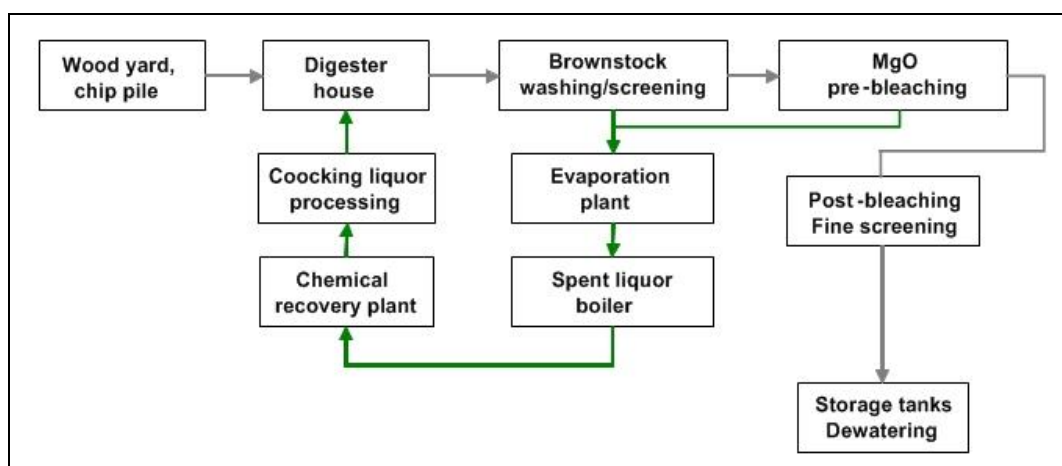 Wood yard,
chip pile
Digester
house
Brownstock
washing/screening
MgO
pre-bleaching
Coocking liquor
processing
Evaporation
plant
Post-bleaching
Fine screening
Chemical
recovery plant
Spent liquor
boiler
Storage tanks
Dewatering